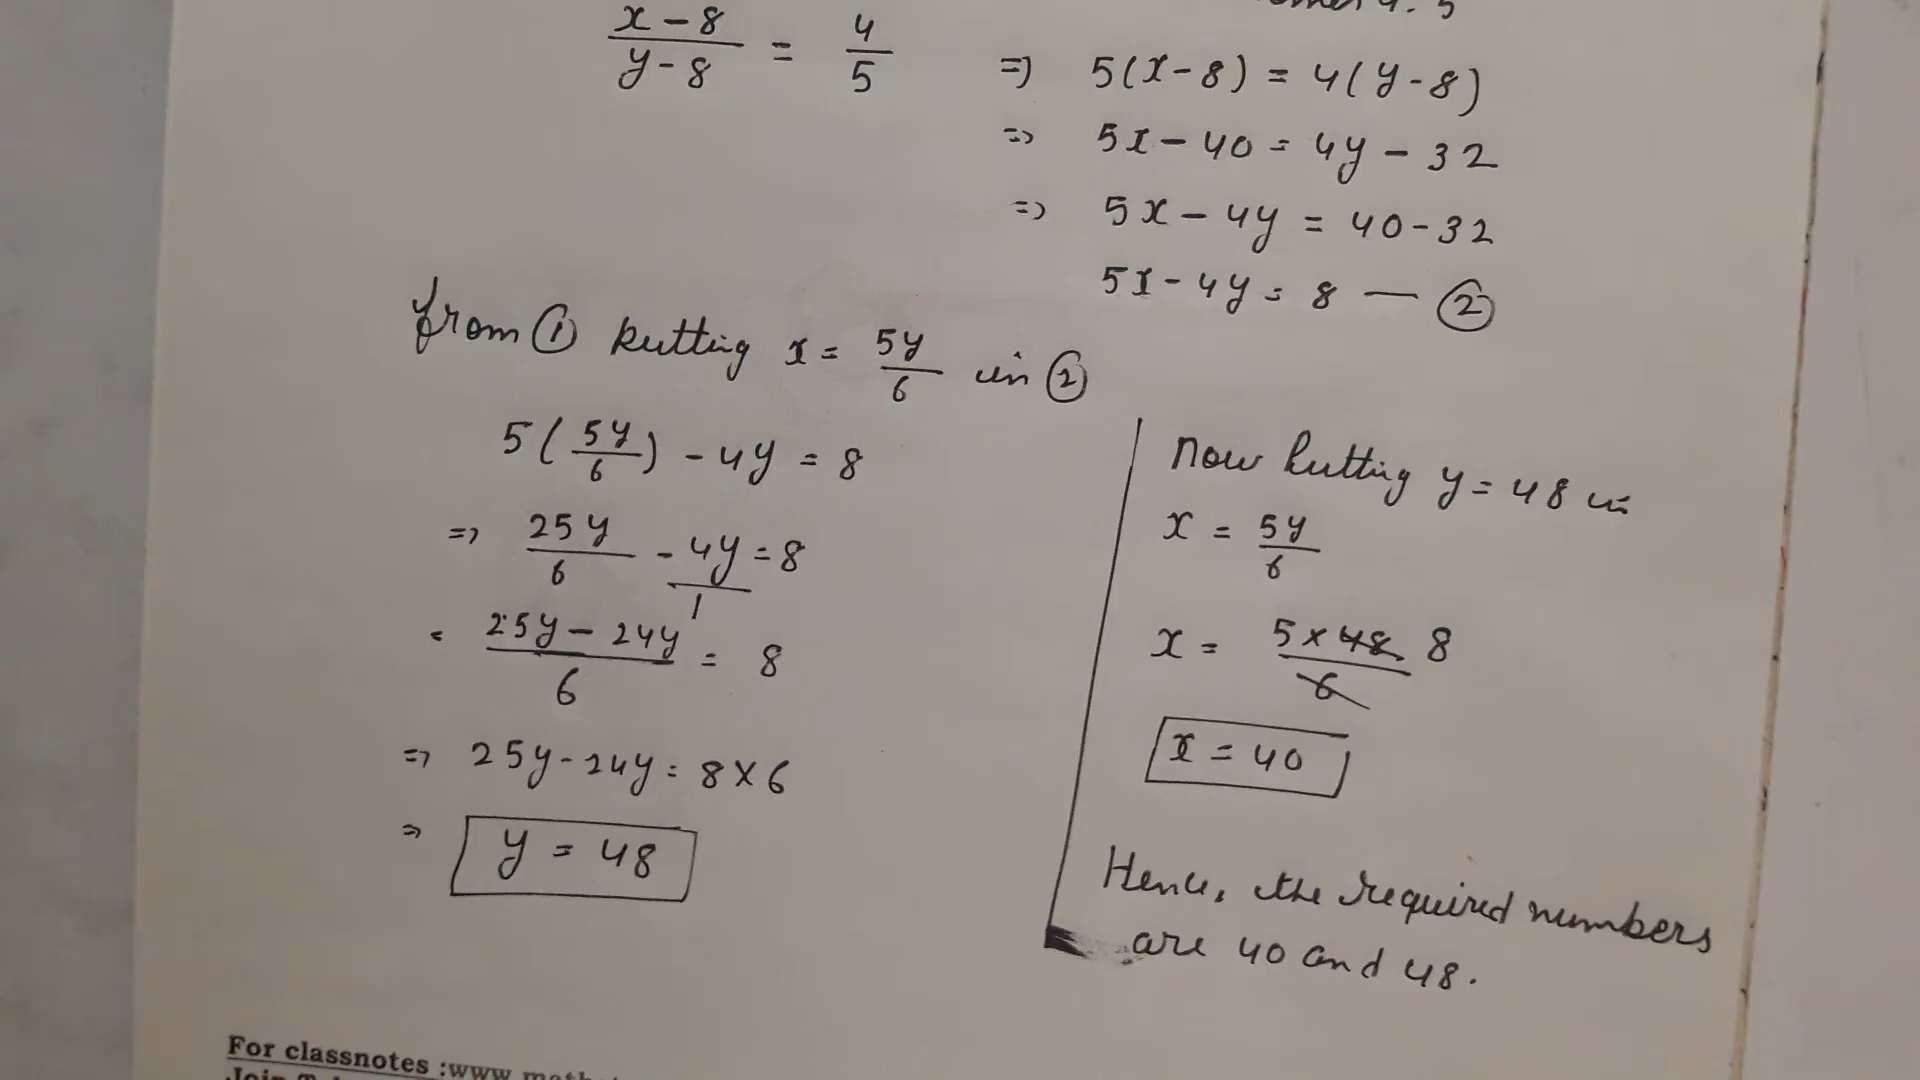 x - 8 / y - 8 = 4 / 5
=> 5(x-8) = 4(y-8)
=> 5x - 40 = 4y - 32
=> 5x - 4y = 40-32
5x - 4y = 8 — ②
from ① putting x = 5y/6 in ②
5(5y/6) - 4y = 8
=> 25y/6 - 4y/1 = 8
= 25y - 24y / 6 = 8
=> 25y - 24y = 8×6
=> y = 48
Now putting y = 48 in
x = 5y/6
x = 5×48/6 8
x = 40
Hence, the required numbers
are 40 and 48.
For classnotes :www
Join